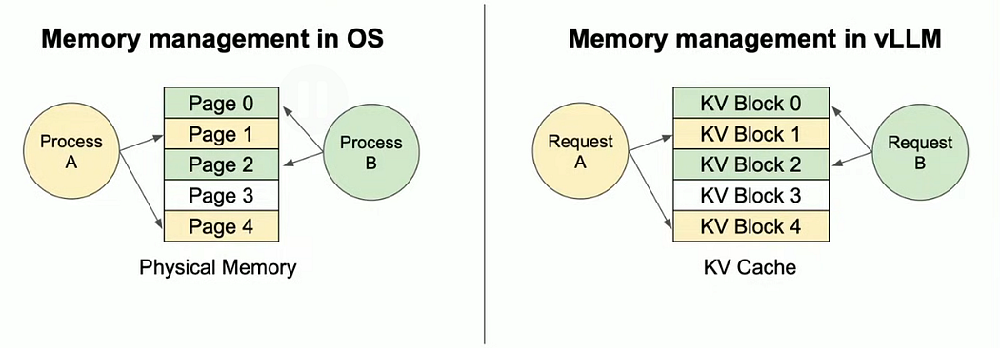 Memory management in OS
Process
A
Page 0
Page 1
Page 2
Page 3
Page 4
Process
B
Physical Memory
Memory management in vLLM
Request
A
KV Block 0
KV Block 1
KV Block 2
KV Block 3
KV Block 4
Request
B
KV Cache